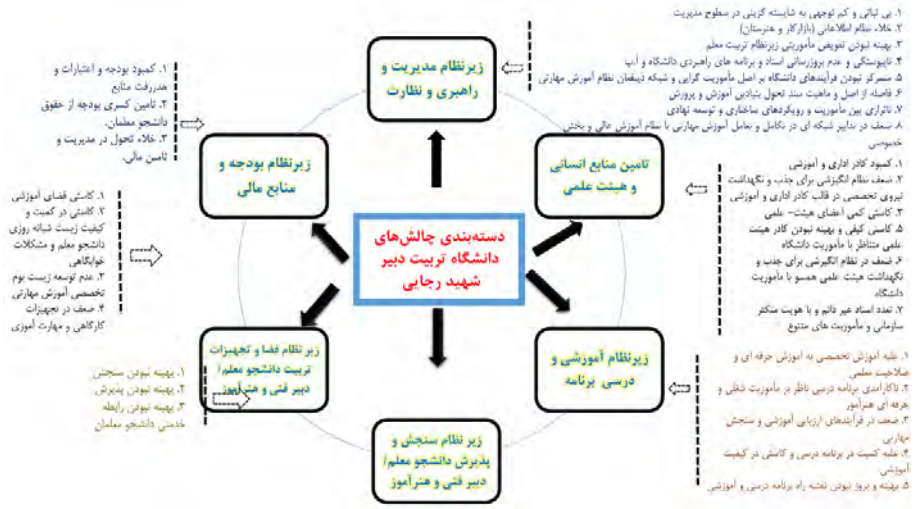 ۱. بی ثباتی و کم توجهی به شایسته گزینی در سطوح مدیریت
۲. خلاء نظام اطلاعاتی (بازارکار و هنرستان)
۳. بهینه نبودن تفویض مأموریتی زیرنظام تربیت معلم
۴. ناپیوستگی و عدم بروزرسانی اسناد و برنامه های راهبردی دانشگاه و آ.پ
۵. متمرکز نبودن فرآیندهای دانشگاه بر اصل مأموریت گرایی و شبکه ذینفعان نظام آموزش مهارتی
۶. فاصله از اصل و ماهیت سند تحول بنیادین آموزش و پرورش
۷. ناترازی بین مأموریت و رویکردهای ساختاری و توسعه نهادی
۸. ضعف در تدابیر شبکه ای در تکامل و تعامل آموزش مهارتی با نظام آموزش عالی و بخش
خصوصی
زیرنظام مدیریت و
راهبری و نظارت
۱. کمبود بودجه و اعتبارات و
هدررفت منابع
۲. تامین کسری بودجه از حقوق
دانشجو معلمان.
۳. خلاء تحول در مدیریت و
تامین مالی.
زیرنظام بودجه و
منابع مالی
تامین منابع انسانی
و هیئت علمی
۱. کمبود کادر اداری و آموزشی
۲. ضعف نظام انگیزشی برای جذب و نگهداشت
نیروی تخصصی در قالب کادر اداری و آموزشی
۳. کاستی کمی اعضای هیئت- علمی
۵. کاستی کیفی و بهینه نبودن کادر هیئت
علمی متناظر با مأموریت دانشگاه
۶. ضعف در نظام انگیزشی برای جذب و
نگهداشت هیئت علمی همسو با مأموریت
دانشگاه
۷. تعدد اسناد غیر دائم و با هویت متکثر
سازمانی و مأموریت های متنوع
دسته‌بندی چالش‌های
دانشگاه تربیت دبیر
شهید رجایی
۱. کاستی فضای آموزشی
۲. کاستی در کمیت و
کیفیت زیست شبانه روزی
دانشجو معلم و مشکلات
خوابگاهی
۳. عدم توسعه زیست بوم
تخصصی آموزش مهارتی
۴. ضعف در تجهیزات
کارگاهی و مهارت آموزی
زیر نظام فضا و تجهیزات
تربیت دانشجو معلم/
دبیر فنی و هنرآموز
زیرنظام آموزشی و
درسی برنامه
۱. غلبه آموزش تخصصی به آموزش حرفه ای و
صلاحیت معلمی
۲. ناکارآمدی برنامه درسی ناظر بر مأموریت شغلی و
حرفه ای هنرآمور
۳. ضعف در فرآیندهای ارزیابی آموزشی و سنجش
مهارتی
۴. غلبه کمیت در برنامه درسی و کاستی در کیفیت
آموزشی
۵. بهینه و بروز نبودن نقشه راه برنامه درسی و آموزشی
۱. بهینه نبودن سنجش
۲. بهینه نبودن پذیرش
۳. بهینه نبودن رابطه
خدمتی دانشجو معلمان
زیر نظام سنجش و
پذیرش دانشجو معلم/
دبیر فنی و هنرآموز